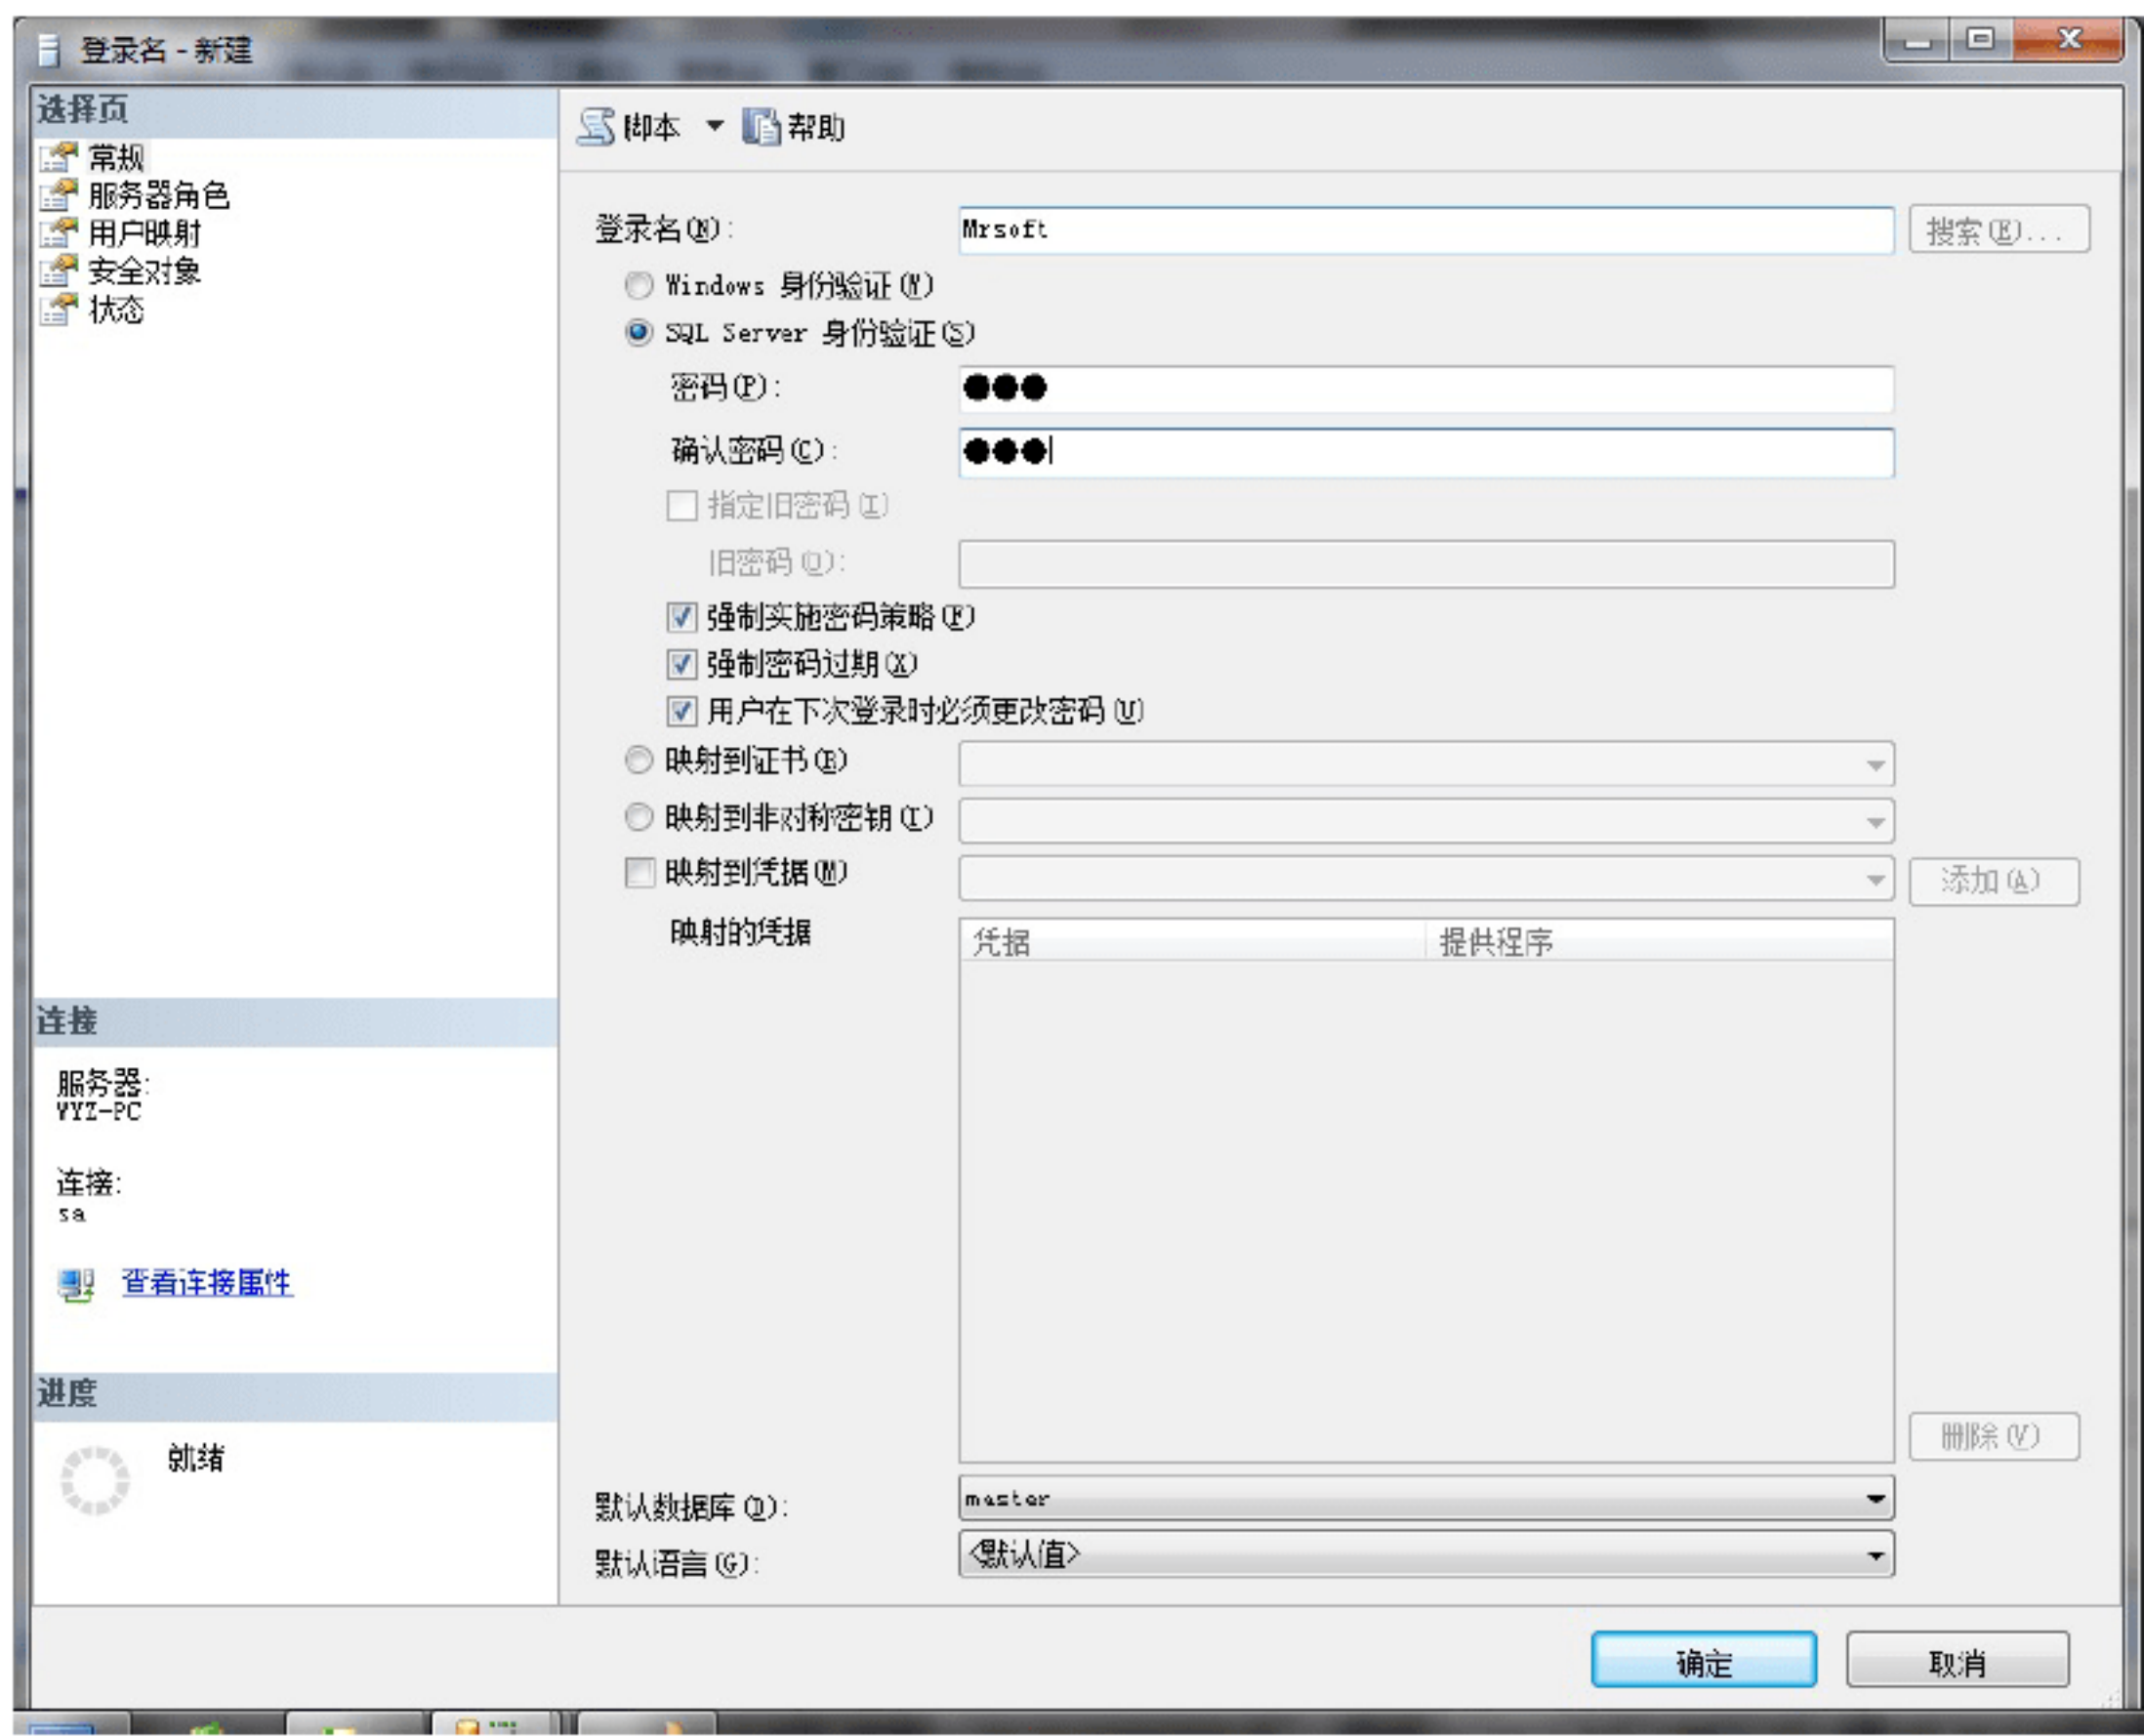 登录名 - 新建
选择页
常规
服务器角色
用户映射
安全对象
状态
连接
服务器:
连接:
sa
查看连接属性
进度
就绪
脚本 帮助
登录名(N): Mrsoft 搜索(E)...
Windows 身份验证(W)
SQL Server 身份验证(S)
密码(P): ●●●
确认密码(C): ●●●
指定旧密码(I)
旧密码(O):
强制实施密码策略(F)
强制密码过期(X)
用户在下次登录时必须更改密码(U)
映射到证书(R)
映射到非对称密钥(T)
映射到凭据(M) 添加(A)
映射的凭据 凭据 提供程序
删除(V)
默认数据库(D): master
默认语言(G): <默认值>
确定 取消